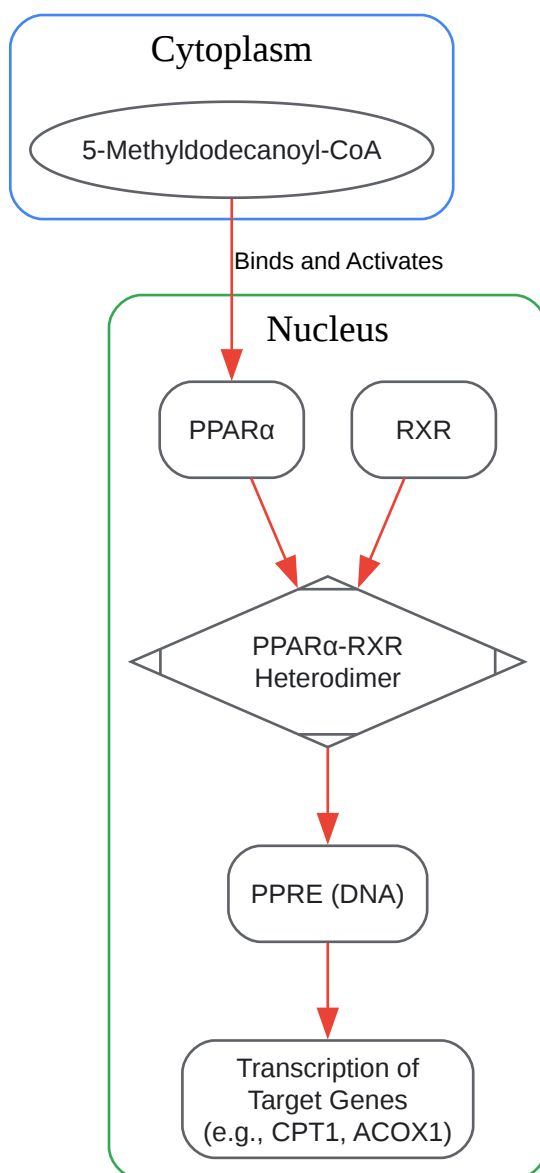 Cytoplasm
5-Methyldodecanoyl-CoA
Binds and Activates
Nucleus
PPARα
RXR
PPARα-RXR
Heterodimer
PPRE (DNA)
Transcription of
Target Genes
(e.g., CPT1, ACOX1)